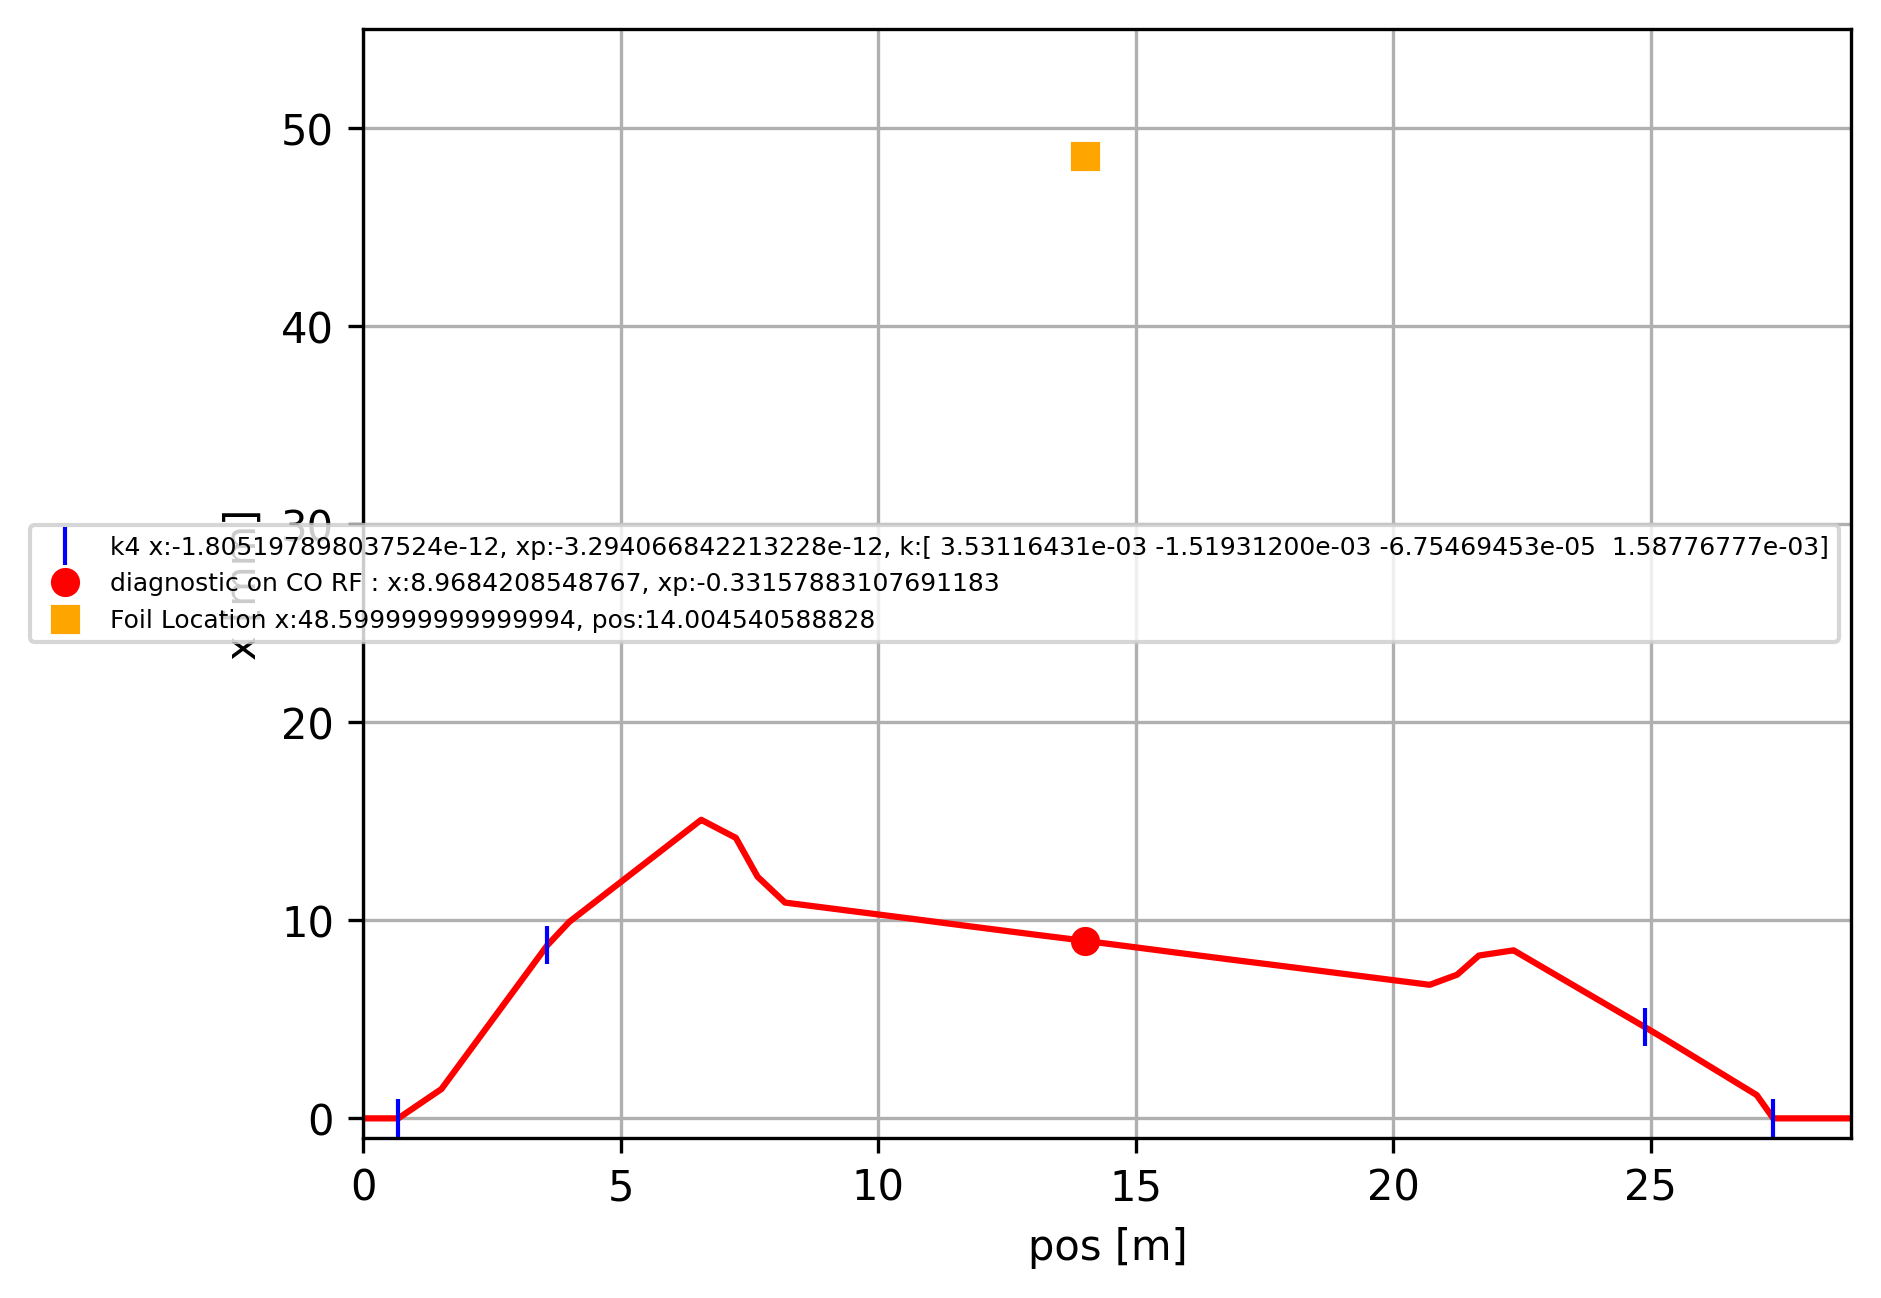 50
40
30
20
10
0
x [mm]
k4 x:-1.805197898037524e-12, xp:-3.294066842213228e-12, k:[ 3.53116431e-03 -1.51931200e-03 -6.75469453e-05  1.58776777e-03]
diagnostic on CO RF : x:8.9684208548767, xp:-0.33157883107691183
Foil Location x:48.599999999999994, pos:14.004540588828
0 5 10 15 20 25
pos [m]